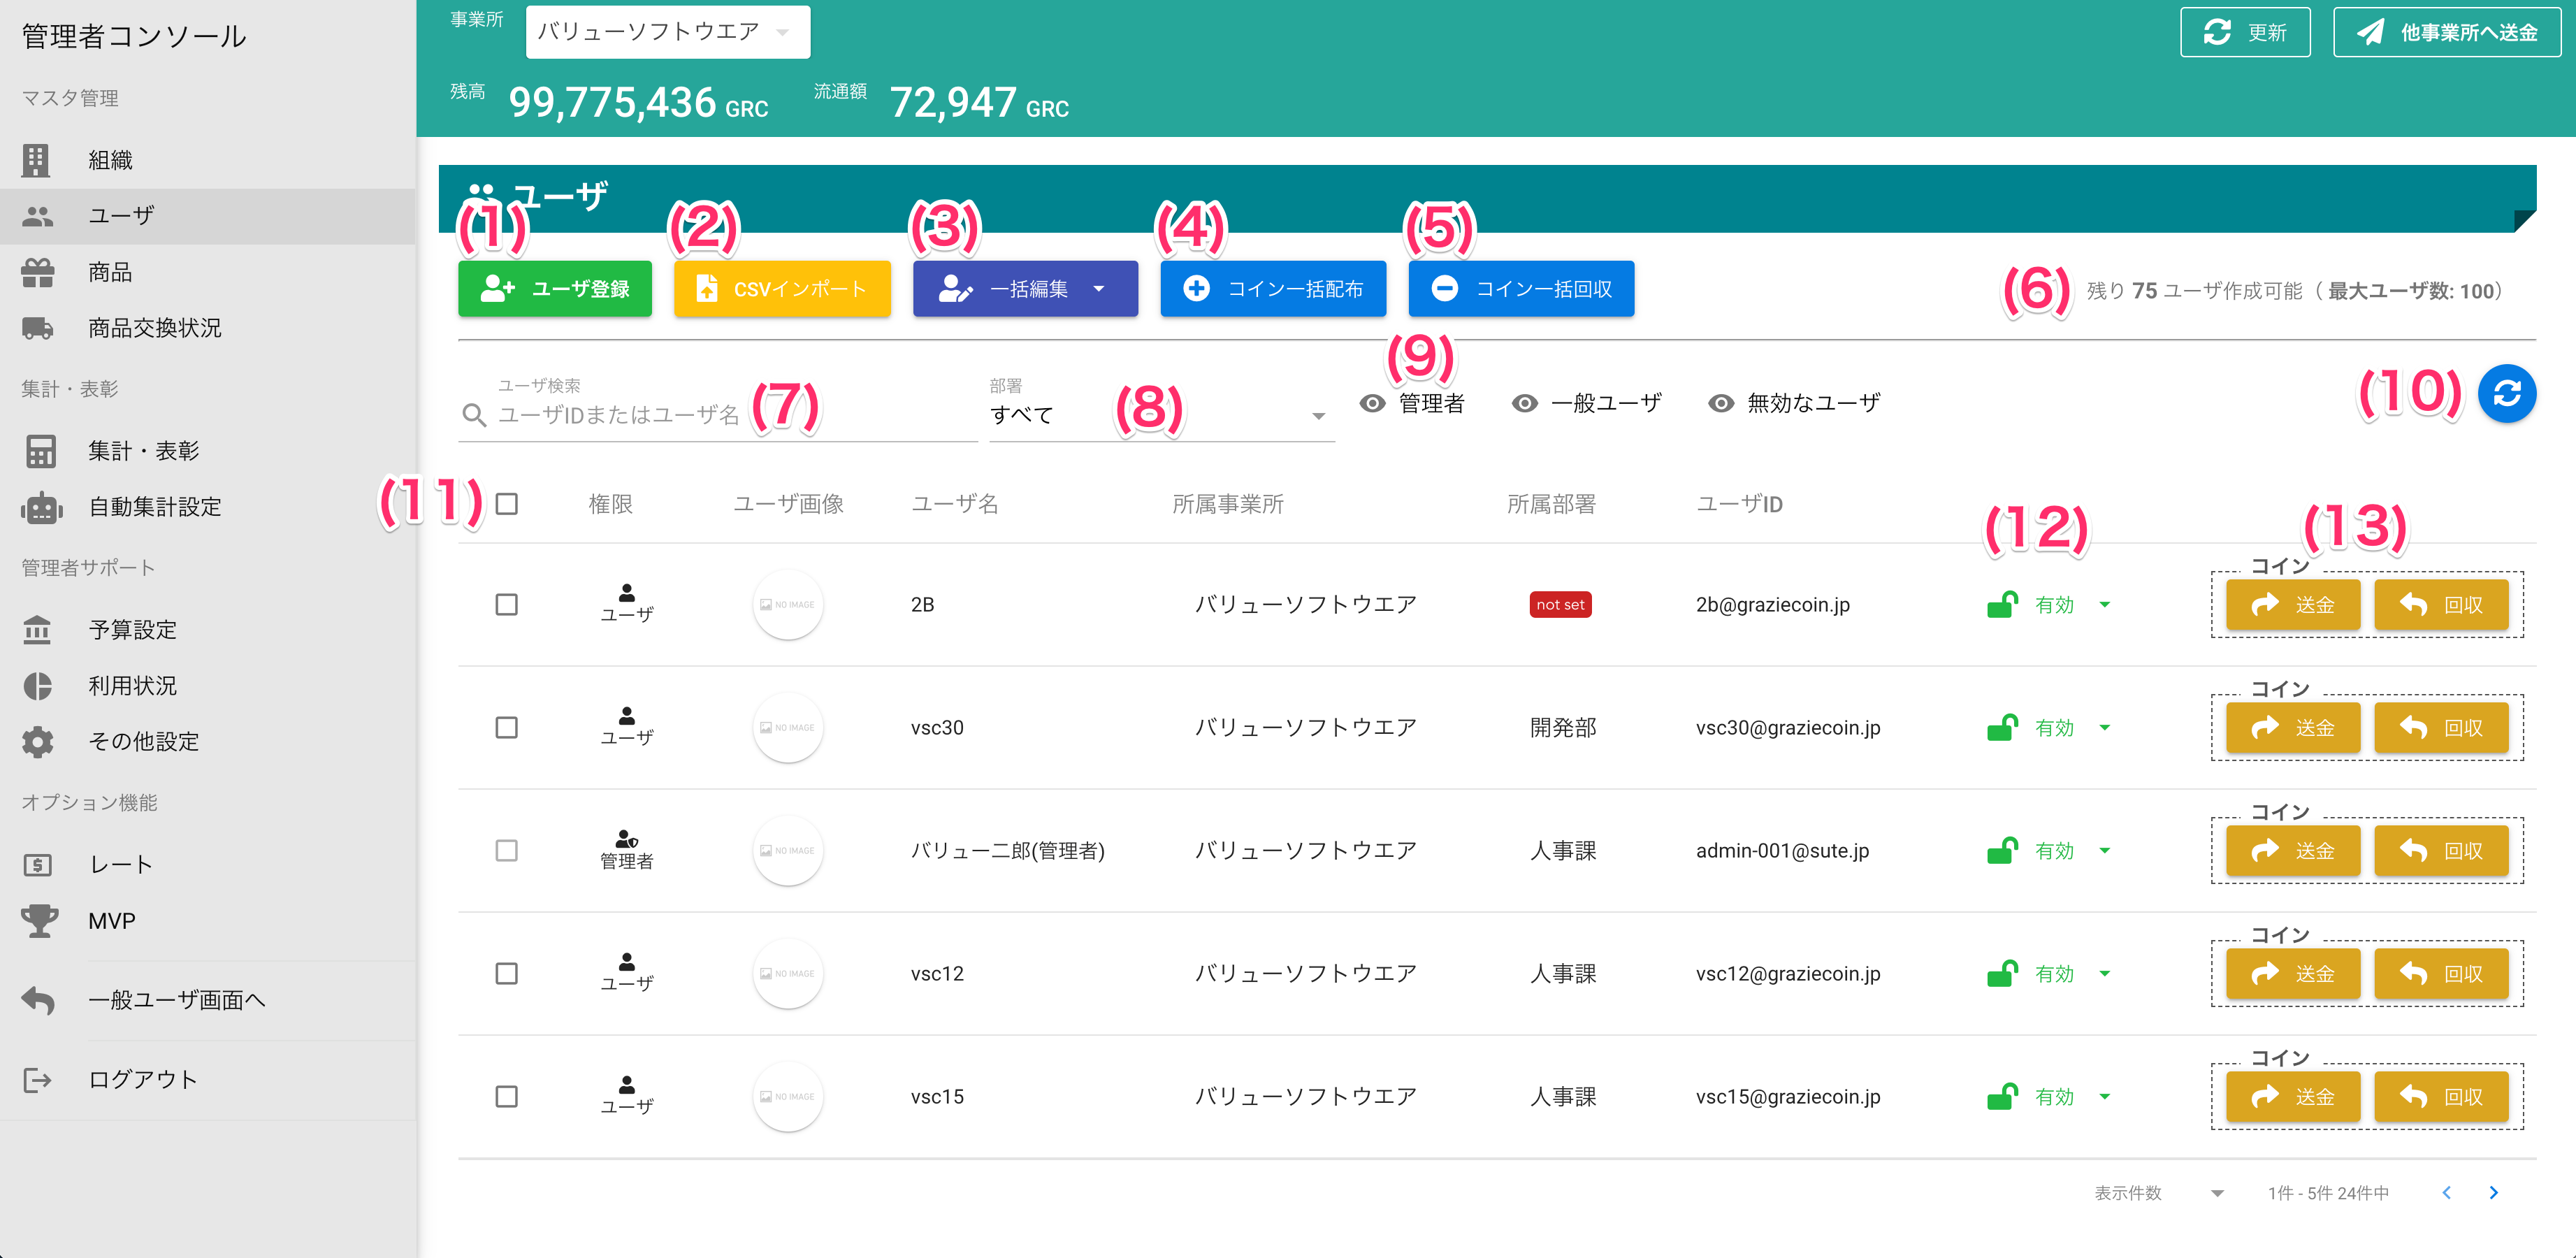 管理者コンソール
マスタ管理
組織
ユーザ
商品
商品交換状況
集計・表彰
集計・表彰
自動集計設定
管理者サポート
予算設定
利用状況
その他設定
オプション機能
レート
MVP
一般ユーザ画面へ
ログアウト
事業所 バリューソフトウエア 更新 他事業所へ送金
残高 99,775,436 GRC 流通額 72,947 GRC
ユーザ
(1) (2) (3) (4) (5)
ユーザ登録 CSVインポート 一括編集 コイン一括配布 コイン一括回収 (6) 残り 75 ユーザ作成可能（ 最大ユーザ数: 100）
ユーザ検索 部署 (9)
ユーザIDまたはユーザ名 (7) すべて (8) 管理者 一般ユーザ 無効なユーザ (10)
(11) 権限 ユーザ画像 ユーザ名 所属事業所 所属部署 ユーザID (12) (13)
コイン
ユーザ NO IMAGE 2B バリューソフトウエア not set 2b@graziecoin.jp 有効 送金 回収
コイン
ユーザ NO IMAGE vsc30 バリューソフトウエア 開発部 vsc30@graziecoin.jp 有効 送金 回収
コイン
管理者 NO IMAGE バリュー二郎(管理者) バリューソフトウエア 人事課 admin-001@sute.jp 有効 送金 回収
コイン
ユーザ NO IMAGE vsc12 バリューソフトウエア 人事課 vsc12@graziecoin.jp 有効 送金 回収
コイン
ユーザ NO IMAGE vsc15 バリューソフトウエア 人事課 vsc15@graziecoin.jp 有効 送金 回収
表示件数 1件 - 5件 24件中